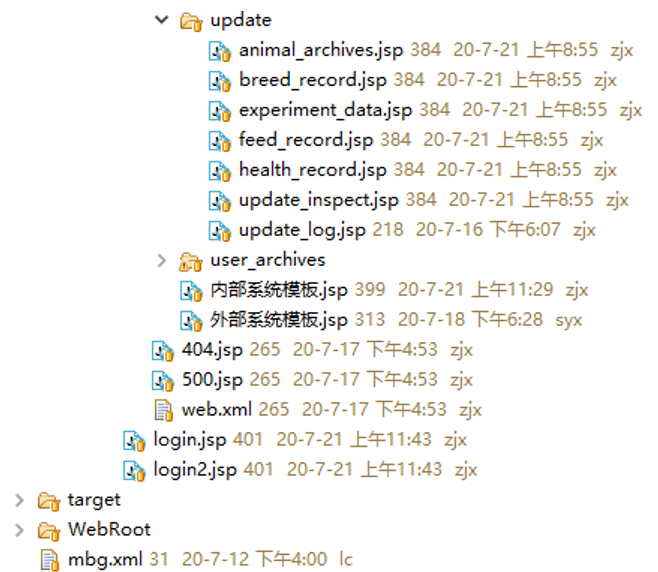 update
animal_archives.jsp 384 20-7-21 上午8:55 zjx
breed_record.jsp 384 20-7-21 上午8:55 zjx
experiment_data.jsp 384 20-7-21 上午8:55 zjx
feed_record.jsp 384 20-7-21 上午8:55 zjx
health_record.jsp 384 20-7-21 上午8:55 zjx
update_inspect.jsp 384 20-7-21 上午8:55 zjx
update_log.jsp 218 20-7-16 下午6:07 zjx
user_archives
内部系统模板.jsp 399 20-7-21 上午11:29 zjx
外部系统模板.jsp 313 20-7-18 下午6:28 syx
404.jsp 265 20-7-17 下午4:53 zjx
500.jsp 265 20-7-17 下午4:53 zjx
web.xml 265 20-7-17 下午4:53 zjx
login.jsp 401 20-7-21 上午11:43 zjx
login2.jsp 401 20-7-21 上午11:43 zjx
target
WebRoot
mbg.xml 31 20-7-12 下午4:00 lc